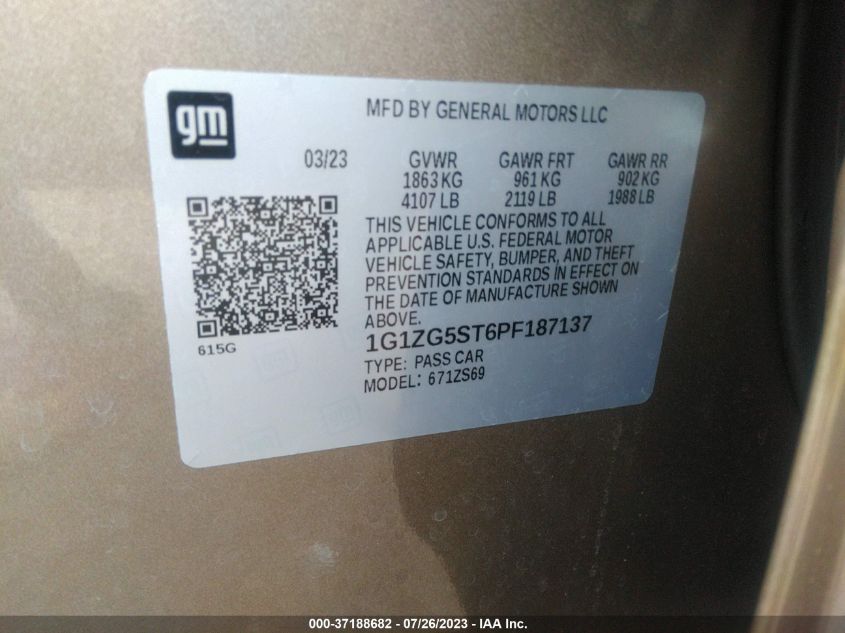 gm
MFD BY GENERAL MOTORS LLC
03/23 GVWR GAWR FRT GAWR RR
1863 KG 961 KG 902 KG
4107 LB 2119 LB 1988 LB
THIS VEHICLE CONFORMS TO ALL
APPLICABLE U.S. FEDERAL MOTOR
VEHICLE SAFETY, BUMPER, AND THEFT
PREVENTION STANDARDS IN EFFECT ON
THE DATE OF MANUFACTURE SHOWN
ABOVE.
615G
1G1ZG5ST6PF187137
TYPE: PASS CAR
MODEL: 671ZS69
gm
000-37188682 - 07/26/2023 - IAA Inc.